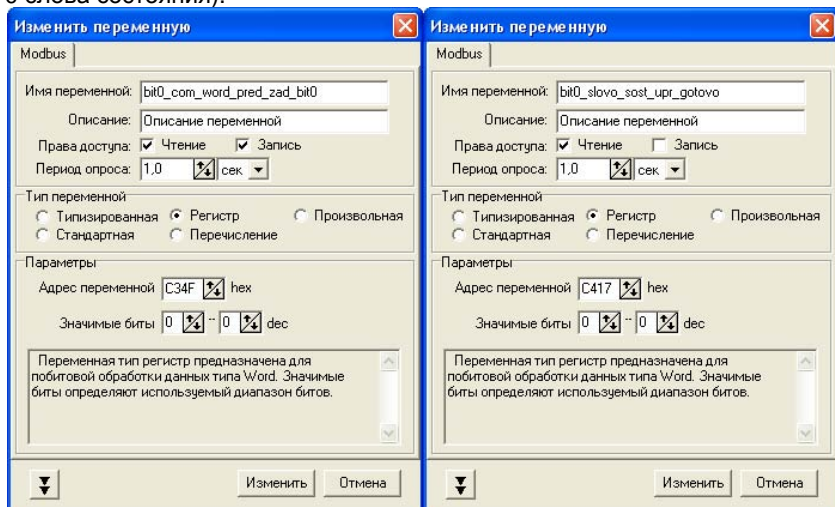 о слова состояния).
Изменить переменную
Modbus
Имя переменной: bit0_com_word_pred_zad_bit0
Описание: Описание переменной
Права доступа: Чтение Запись
Период опроса: 1,0 сек
Тип переменной
Типизированная Регистр Произвольная
Стандартная Перечисление
Параметры
Адрес переменной C34F hex
Значимые биты 0 .. 0 dec
Переменная тип регистр предназначена для
побитовой обработки данных типа Word. Значимые
биты определяют используемый диапазон битов.
Изменить Отмена
Изменить переменную
Modbus
Имя переменной: bit0_slovo_sost_upr_gotovo
Описание: Описание переменной
Права доступа: Чтение Запись
Период опроса: 1,0 сек
Тип переменной
Типизированная Регистр Произвольная
Стандартная Перечисление
Параметры
Адрес переменной C417 hex
Значимые биты 0 .. 0 dec
Переменная тип регистр предназначена для
побитовой обработки данных типа Word. Значимые
биты определяют используемый диапазон битов.
Изменить Отмена